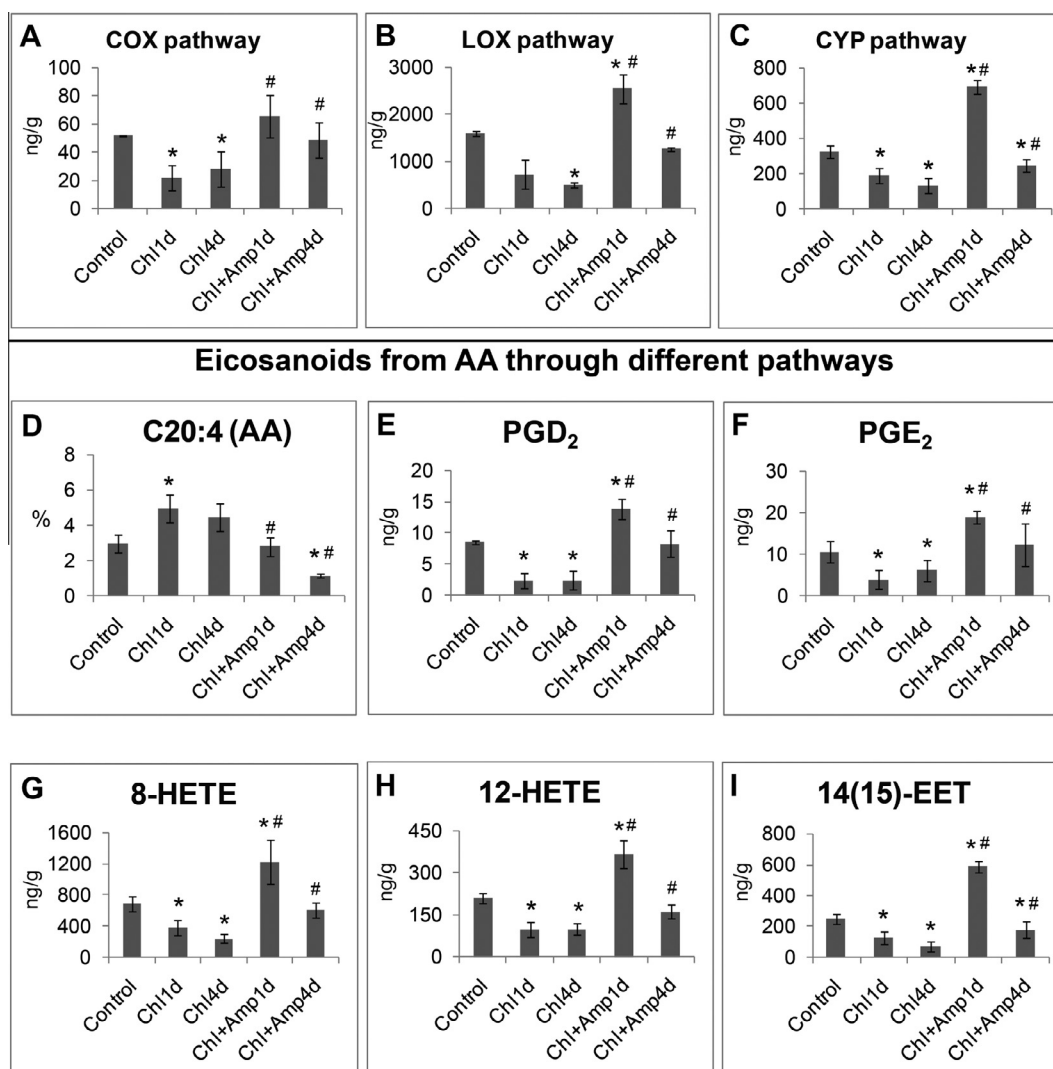 A COX pathway
ng/g
100
80
60
40
20
0
*
*
#
#
Control
Chl1d
Chl4d
Chl+Amp1d
Chl+Amp4d
B LOX pathway
ng/g
3000
2000
1000
0
*
* #
#
Control
Chl1d
Chl4d
Chl+Amp1d
Chl+Amp4d
C CYP pathway
ng/g
800
600
400
200
0
*
*
*#
* #
Control
Chl1d
Chl4d
Chl+Amp1d
Chl+Amp4d
Eicosanoids from AA through different pathways
D C20:4 (AA)
%
8
6
4
2
0
*
#
* #
Control
Chl1d
Chl4d
Chl+Amp1d
Chl+Amp4d
E PGD₂
ng/g
20
15
10
5
0
*
*
* #
#
Control
Chl1d
Chl4d
Chl+Amp1d
Chl+Amp4d
F PGE₂
ng/g
30
20
10
0
*
*
* #
#
Control
Chl1d
Chl4d
Chl+Amp1d
Chl+Amp4d
G 8-HETE
ng/g
1600
1200
800
400
0
*
*
* #
#
Control
Chl1d
Chl4d
Chl+Amp1d
Chl+Amp4d
H 12-HETE
ng/g
450
300
150
0
*
*
*#
#
Control
Chl1d
Chl4d
Chl+Amp1d
Chl+Amp4d
I 14(15)-EET
ng/g
800
600
400
200
0
*
*
* #
* #
Control
Chl1d
Chl4d
Chl+Amp1d
Chl+Amp4d